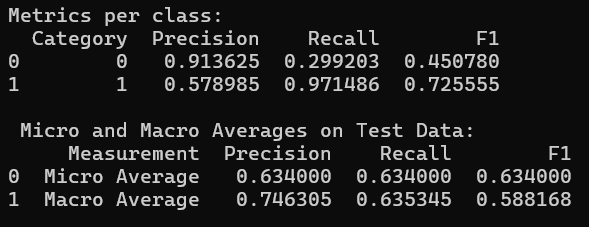 Metrics per class:
  Category  Precision    Recall        F1
0        0   0.913625  0.299203  0.450780
1        1   0.578985  0.971486  0.725555

 Micro and Macro Averages on Test Data:
     Measurement  Precision    Recall        F1
0  Micro Average   0.634000  0.634000  0.634000
1  Macro Average   0.746305  0.635345  0.588168